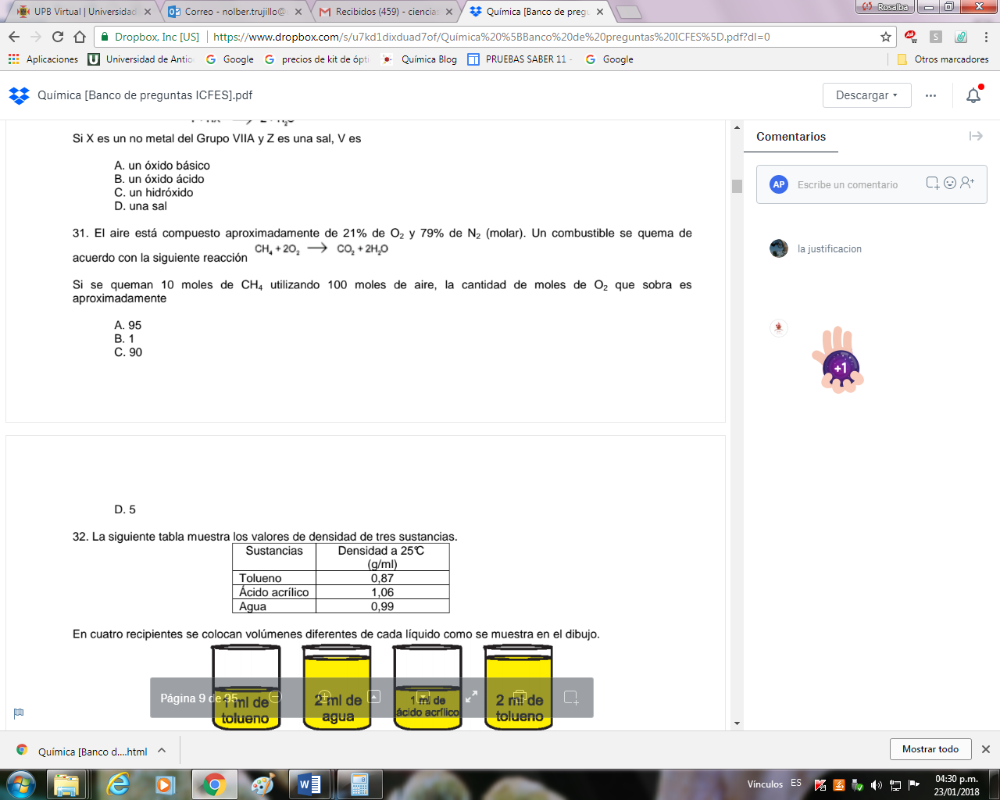 UPB Virtual | Universidad
Correo - nolber.trujillo@
Recibidos (459) - ciencias
Química [Banco de pregu
Rosalba
Dropbox, Inc [US]
https://www.dropbox.com/s/u7kd1dixduad7of/Química%20%5BBanco%20de%20preguntas%20ICFES%5D.pdf?dl=0
Aplicaciones
Universidad de Antio
Google
precios de kit de ópti
Química Blog
PRUEBAS SABER 11 -
Google
Otros marcadores
Química [Banco de preguntas ICFES].pdf
Descargar
Si X es un no metal del Grupo VIIA y Z es una sal, V es
A. un óxido básico
B. un óxido ácido
C. un hidróxido
D. una sal
31. El aire está compuesto aproximadamente de 21% de O₂ y 79% de N₂ (molar). Un combustible se quema de
acuerdo con la siguiente reacción CH₄ + 2O₂ ⟶ CO₂ + 2H₂O
Si se queman 10 moles de CH₄ utilizando 100 moles de aire, la cantidad de moles de O₂ que sobra es
aproximadamente
A. 95
B. 1
C. 90
D. 5
32. La siguiente tabla muestra los valores de densidad de tres sustancias.
Sustancias Densidad a 25°C
(g/ml)
Tolueno 0,87
Ácido acrílico 1,06
Agua 0,99
En cuatro recipientes se colocan volúmenes diferentes de cada líquido como se muestra en el dibujo.
1 ml de
tolueno
2 ml de
agua
1 ml de
ácido acrílico
2 ml de
tolueno
Página 9 de 95
Comentarios
AP
Escribe un comentario
la justificacion
+1
Química [Banco d....html
Mostrar todo
Vínculos
ES
04:30 p.m.
23/01/2018